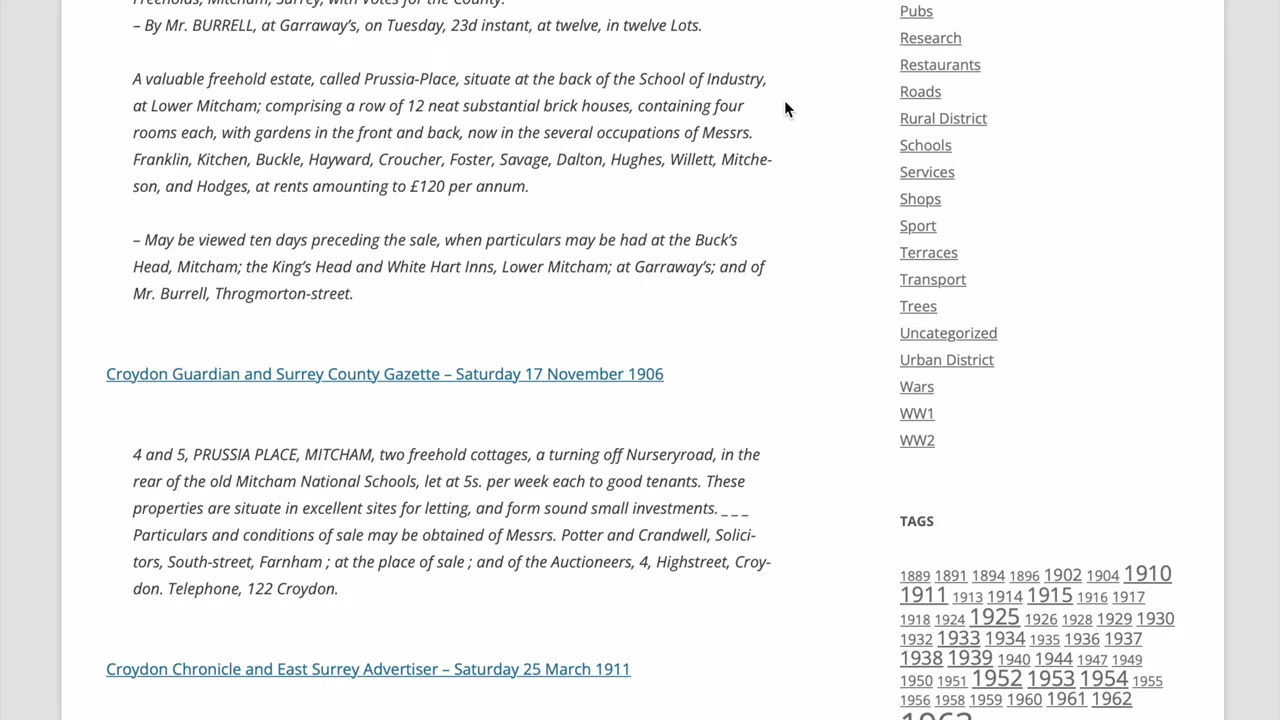 Freeholds, Mitcham, Surrey, with Votes for the County.
– By Mr. BURRELL, at Garraway’s, on Tuesday, 23d instant, at twelve, in twelve Lots.
A valuable freehold estate, called Prussia-Place, situate at the back of the School of Industry,
at Lower Mitcham; comprising a row of 12 neat substantial brick houses, containing four
rooms each, with gardens in the front and back, now in the several occupations of Messrs.
Franklin, Kitchen, Buckle, Hayward, Croucher, Foster, Savage, Dalton, Hughes, Willett, Mitche-
son, and Hodges, at rents amounting to £120 per annum.
– May be viewed ten days preceding the sale, when particulars may be had at the Buck’s
Head, Mitcham; the King’s Head and White Hart Inns, Lower Mitcham; at Garraway’s; and of
Mr. Burrell, Throgmorton-street.
Croydon Guardian and Surrey County Gazette – Saturday 17 November 1906
4 and 5, PRUSSIA PLACE, MITCHAM, two freehold cottages, a turning off Nurseryroad, in the
rear of the old Mitcham National Schools, let at 5s. per week each to good tenants. These
properties are situate in excellent sites for letting, and form sound small investments. _ _ _
Particulars and conditions of sale may be obtained of Messrs. Potter and Crandwell, Solici-
tors, South-street, Farnham ; at the place of sale ; and of the Auctioneers, 4, Highstreet, Croy-
don. Telephone, 122 Croydon.
Croydon Chronicle and East Surrey Advertiser – Saturday 25 March 1911
Pubs
Research
Restaurants
Roads
Rural District
Schools
Services
Shops
Sport
Terraces
Transport
Trees
Uncategorized
Urban District
Wars
WW1
WW2
TAGS
1889 1891 1894 1896 1902 1904 1910
1911 1913 1914 1915 1916 1917
1918 1924 1925 1926 1928 1929 1930
1932 1933 1934 1935 1936 1937
1938 1939 1940 1944 1947 1949
1950 1951 1952 1953 1954 1955
1956 1958 1959 1960 1961 1962
1963